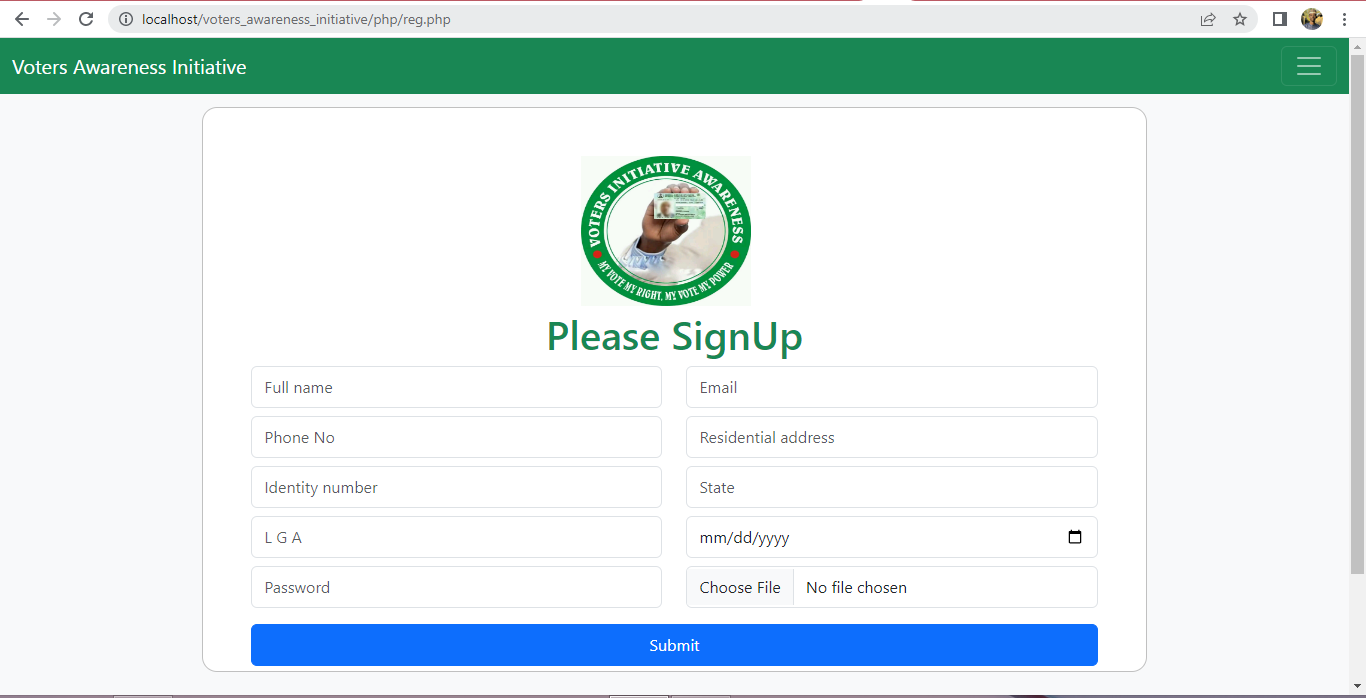 localhost/voters_awareness_initiative/php/reg.php
Voters Awareness Initiative
VOTERS INITIATIVE AWARENESS
MY VOTE MY RIGHT, MY VOTE MY POWER
Please SignUp
Full name
Email
Phone No
Residential address
Identity number
State
L G A
mm/dd/yyyy
Password
Choose File No file chosen
Submit